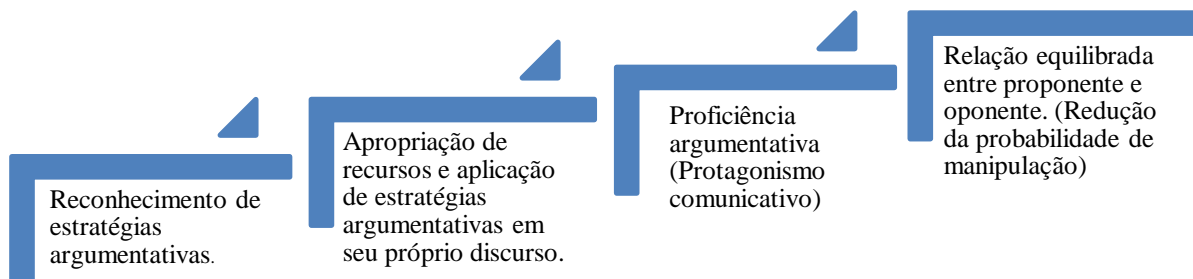 Reconhecimento de
estratégias
argumentativas.
Apropriação de
recursos e aplicação
de estratégias
argumentativas em
seu próprio discurso.
Proficiência
argumentativa
(Protagonismo
comunicativo)
Relação equilibrada
entre proponente e
oponente. (Redução
da probabilidade de
manipulação)